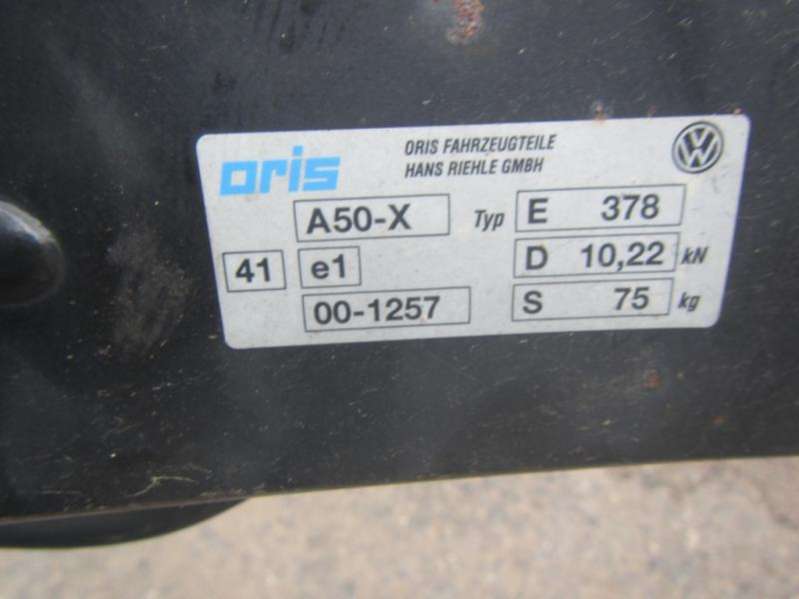 oris
ORIS FAHRZEUGTEILE
HANS RIEHLE GMBH
VW
A50-X Typ E 378
41 e1 D 10,22 kN
00-1257 S 75 kg